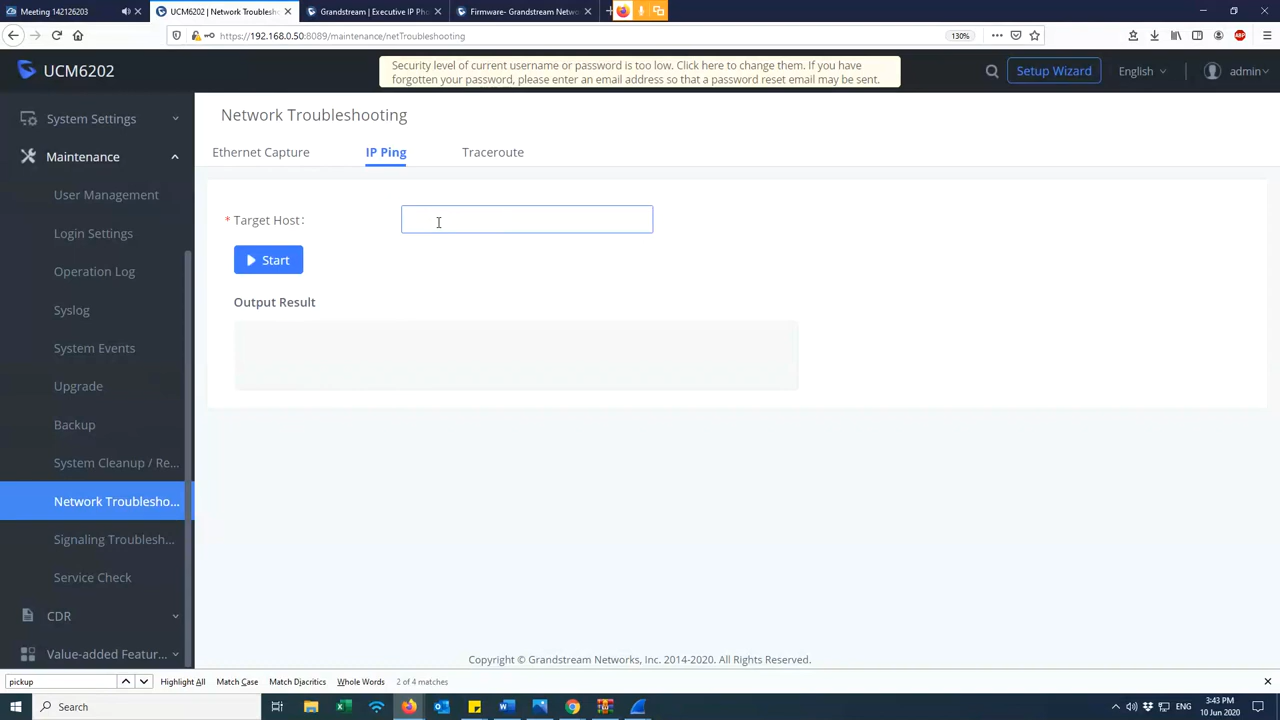 Meeting 142126203
UCM6202 | Network Troublesh
Grandstream | Executive IP Ph
Firmware- Grandstream Netwo
https://192.168.0.50:8089/maintenance/netTroubleshooting
130%
ABP
UCM6202
Security level of current username or password is too low. Click here to change them. If you have
forgotten your password, please enter an email address so that a password reset email may be sent.
Setup Wizard
English
admin
System Settings
Maintenance
User Management
Login Settings
Operation Log
Syslog
System Events
Upgrade
Backup
System Cleanup / Re...
Network Troublesho...
Signaling Troublesh...
Service Check
CDR
Value-added Featur...
Network Troubleshooting
Ethernet Capture
IP Ping
Traceroute
* Target Host:
Start
Output Result
Copyright © Grandstream Networks, Inc. 2014-2020. All Rights Reserved.
pickup
Highlight All
Match Case
Match Diacritics
Whole Words
2 of 4 matches
Search
ENG
3:43 PM
10 Jun 2020